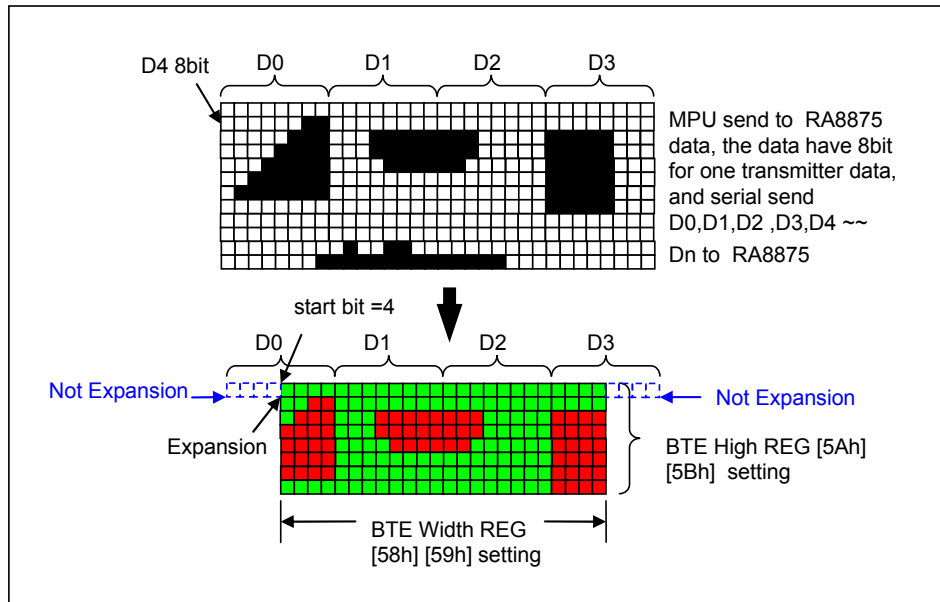 D4 8bit
D0 D1 D2 D3
MPU send to RA8875
data, the data have 8bit
for one transmitter data,
and serial send
D0,D1,D2 ,D3,D4 ~~
Dn to RA8875
start bit =4
D0 D1 D2 D3
Not Expansion
Not Expansion
Expansion
BTE High REG [5Ah]
[5Bh] setting
BTE Width REG
[58h] [59h] setting